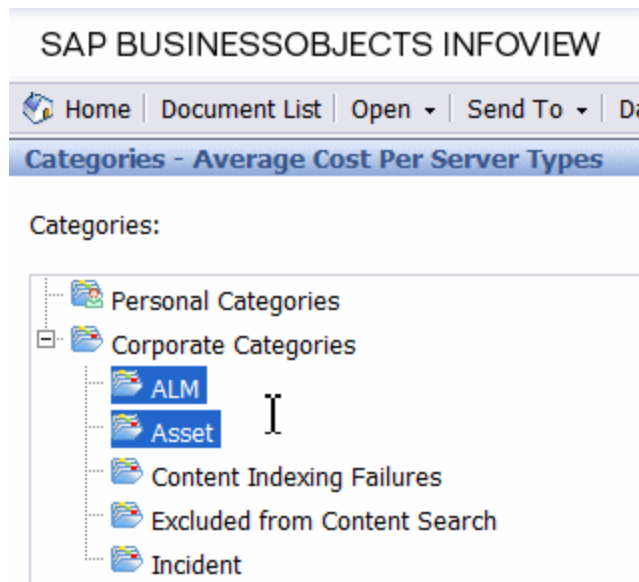 SAP BUSINESSOBJECTS INFOVIEW
Home Document List Open Send To
Categories - Average Cost Per Server Types
Categories:
Personal Categories
Corporate Categories
ALM
Asset
Content Indexing Failures
Excluded from Content Search
Incident